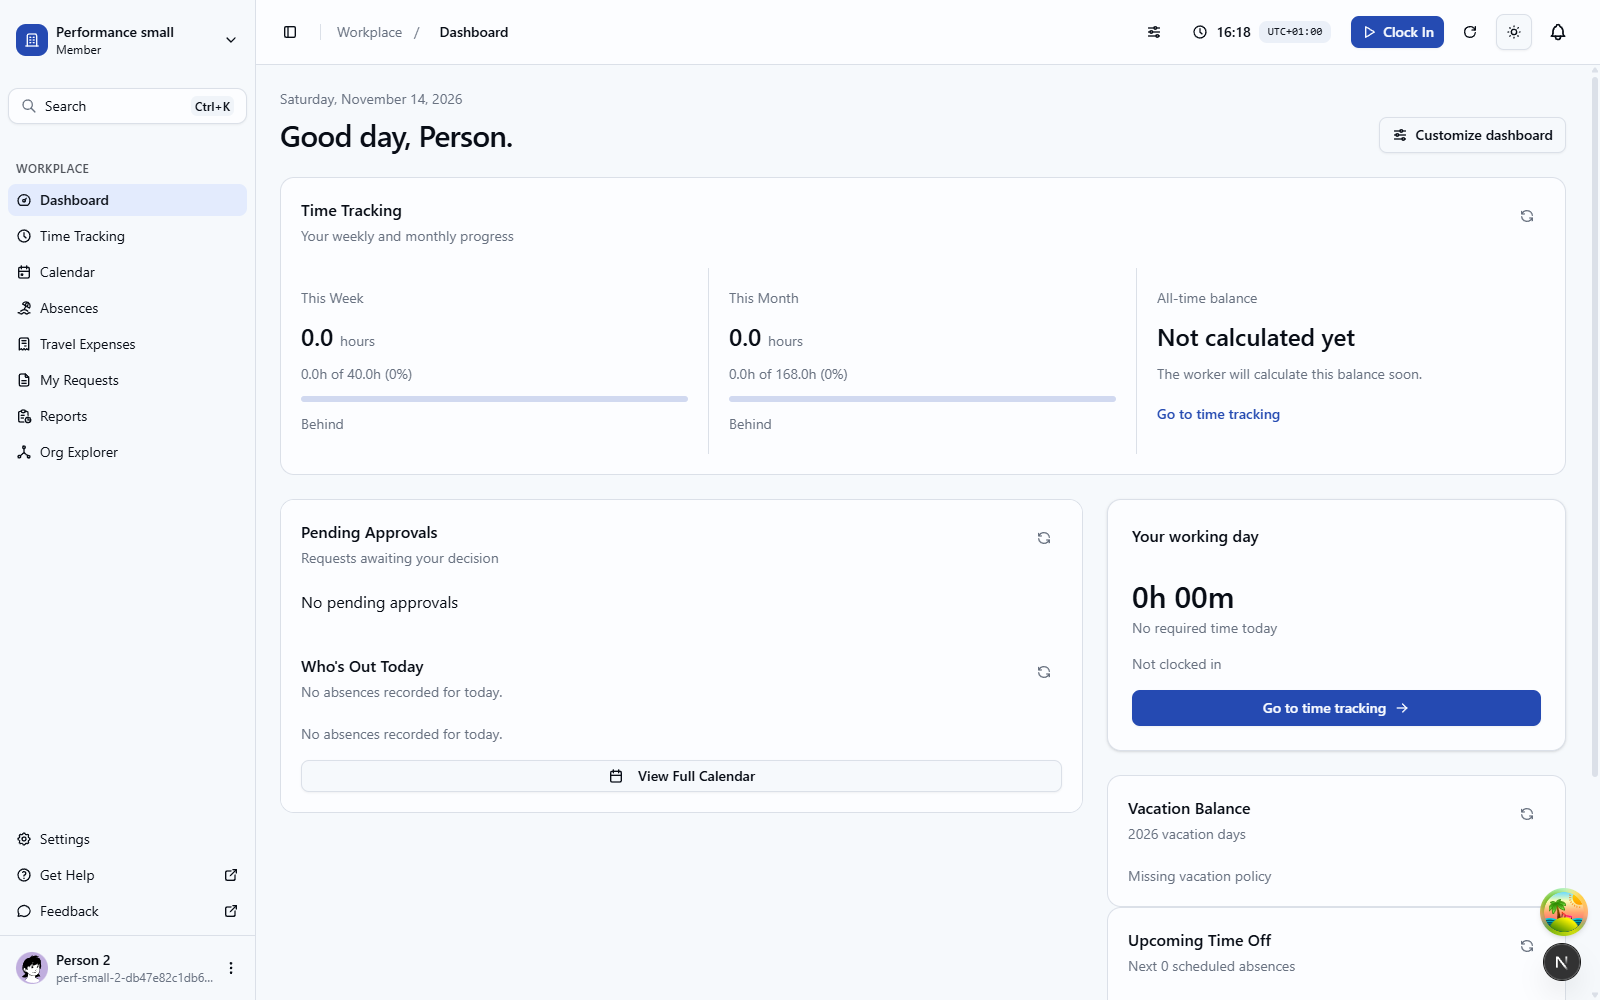 Performance small
Member
Search
Ctrl+K
WORKPLACE
Dashboard
Time Tracking
Calendar
Absences
Travel Expenses
My Requests
Reports
Org Explorer
Settings
Get Help
Feedback
Person 2
perf-small-2-db47e82c1db6...
Workplace / Dashboard
16:18 UTC+01:00
Clock In
Saturday, November 14, 2026
Good day, Person.
Customize dashboard
Time Tracking
Your weekly and monthly progress
This Week
0.0 hours
0.0h of 40.0h (0%)
Behind
This Month
0.0 hours
0.0h of 168.0h (0%)
Behind
All-time balance
Not calculated yet
The worker will calculate this balance soon.
Go to time tracking
Pending Approvals
Requests awaiting your decision
No pending approvals
Who's Out Today
No absences recorded for today.
No absences recorded for today.
View Full Calendar
Your working day
0h 00m
No required time today
Not clocked in
Go to time tracking
Vacation Balance
2026 vacation days
Missing vacation policy
Upcoming Time Off
Next 0 scheduled absences
N